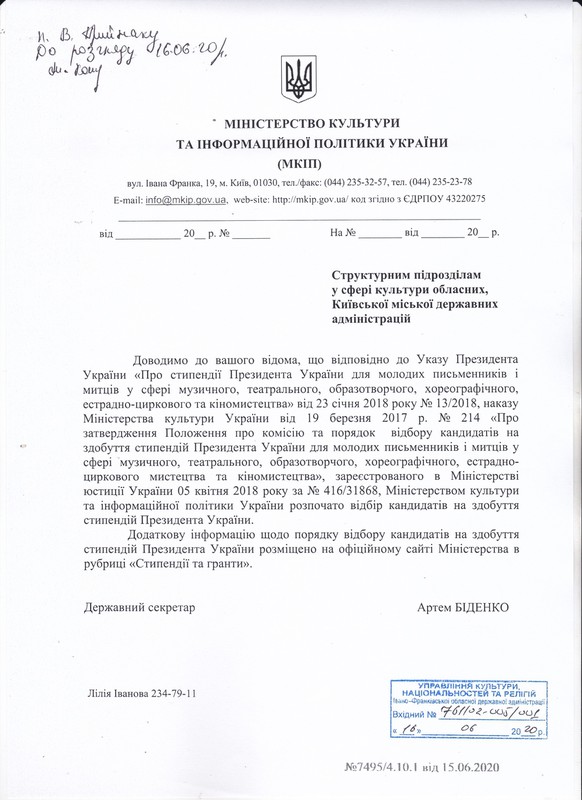 До розгляду 16.06.20р.
МІНІСТЕРСТВО КУЛЬТУРИ
ТА ІНФОРМАЦІЙНОЇ ПОЛІТИКИ УКРАЇНИ
(МКІП)
вул. Івана Франка, 19, м. Київ, 01030, тел./факс: (044) 235-32-57, тел. (044) 235-23-78
E-mail: info@mkip.gov.ua, web-site: http://mkip.gov.ua/ код згідно з ЄДРПОУ 43220275
від ____________ 20__ р. № _______ На № ________ від ________ 20__ р.
Структурним підрозділам
у сфері культури обласних,
Київської міської державних
адміністрацій
Доводимо до вашого відома, що відповідно до Указу Президента
України «Про стипендії Президента України для молодих письменників і
митців у сфері музичного, театрального, образотворчого, хореографічного,
естрадно-циркового та кіномистецтва» від 23 січня 2018 року № 13/2018, наказу
Міністерства культури України від 19 березня 2017 р. № 214 «Про
затвердження Положення про комісію та порядок відбору кандидатів на
здобуття стипендій Президента України для молодих письменників і митців у
сфері музичного, театрального, образотворчого, хореографічного, естрадно-
циркового мистецтва та кіномистецтва», зареєстрованого в Міністерстві
юстиції України 05 квітня 2018 року за № 416/31868, Міністерством культури
та інформаційної політики України розпочато відбір кандидатів на здобуття
стипендій Президента України.
Додаткову інформацію щодо порядку відбору кандидатів на здобуття
стипендій Президента України розміщено на офіційному сайті Міністерства в
рубриці «Стипендії та гранти».
Державний секретар Артем БІДЕНКО
Лілія Іванова 234-79-11
УПРАВЛІННЯ КУЛЬТУРИ,
НАЦІОНАЛЬНОСТЕЙ ТА РЕЛІГІЙ
Івано-Франківської обласної державної адміністрації
Вхідний № 761/02-005/001
«16» 06 2020 р.
№7495/4.10.1 від 15.06.2020